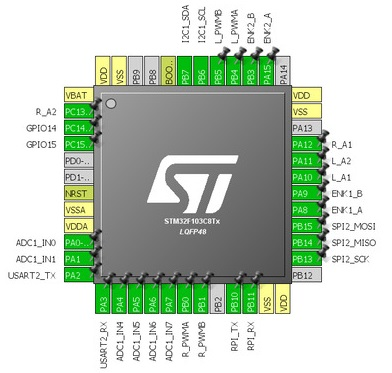 I2C1_SDA
I2C1_SCL
L_PWMB
L_PWMA
ENK2_B
ENK2_A
VDD
VSS
PB9
PB8
BOO..
PB7
PB6
PB5
PB4
PB3
PA15
PA14
VBAT
R_A2 PC13..
GPIO14 PC14..
GPIO15 PC15..
PD0-..
PD1-..
NRST
VSSA
VDDA
ADC1_IN0 PA0-..
ADC1_IN1 PA1
USART2_TX PA2
VDD
VSS
PA13
PA12 R_A1
PA11 L_A2
PA10 L_A1
PA9 ENK1_B
PA8 ENK1_A
PB15 SPI2_MOSI
PB14 SPI2_MISO
PB13 SPI2_SCK
PB12
ST
STM32F103C8Tx
LQFP48
PA3
PA4
PA5
PA6
PA7
PB0
PB1
PB2
PB10
PB11
VSS
VDD
USART2_RX
ADC1_IN4
ADC1_IN5
ADC1_IN6
ADC1_IN7
R_PWMA
R_PWMB
RPI_TX
RPI_RX